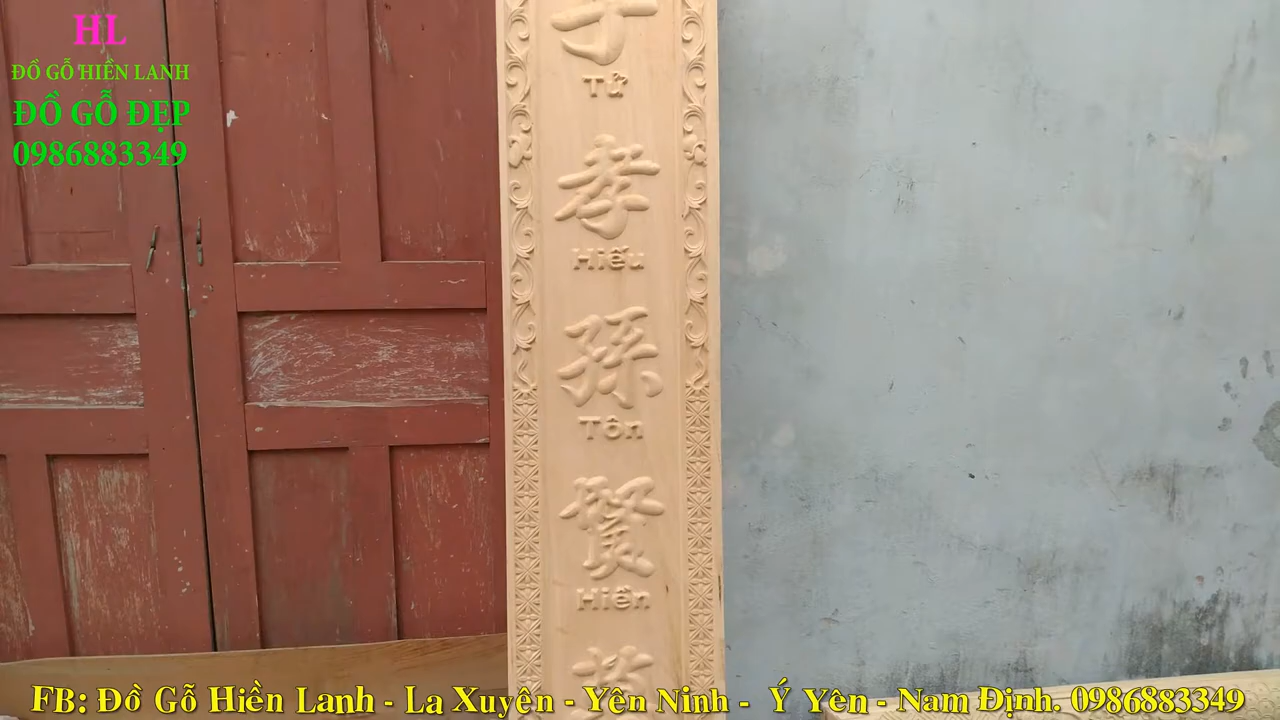 HL
ĐỒ GỖ HIỀN LANH
ĐỒ GỖ ĐẸP
0986883349
子
Tử
孝
Hiếu
孫
Tôn
賢
Hiền
FB: Đồ Gỗ Hiền Lanh - La Xuyên - Yên Ninh - Ý Yên - Nam Định. 0986883349